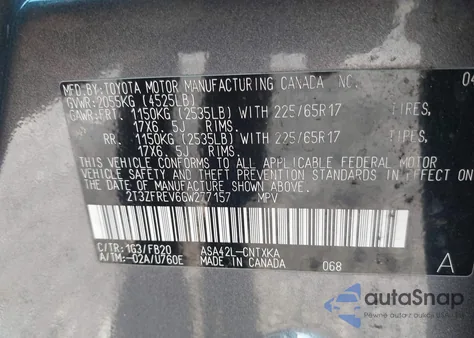 MFD. BY: TOYOTA MOTOR MANUFACTURING CANADA INC. 04
GVWR: 2055KG (4525LB)
GAWR: FRT. 1150KG (2535LB) WITH 225/65R17 TIRES,
17X6.5J RIMS.
RR. 1150KG (2535LB) WITH 225/65R17 TIRES,
17X6.5J RIMS.
THIS VEHICLE CONFORMS TO ALL APPLICABLE FEDERAL MOTOR
VEHICLE SAFETY AND STANDARDS IN EFFECT
ON THE DATE OF MANUFACTURE SHOWN
2T3ZFREV6GW277157 MPV
C/TR: 1G3/FB20 ASA42L-CNTXKA
A/TM: -02A/U760E MADE IN CANADA 068 A
autaSnap